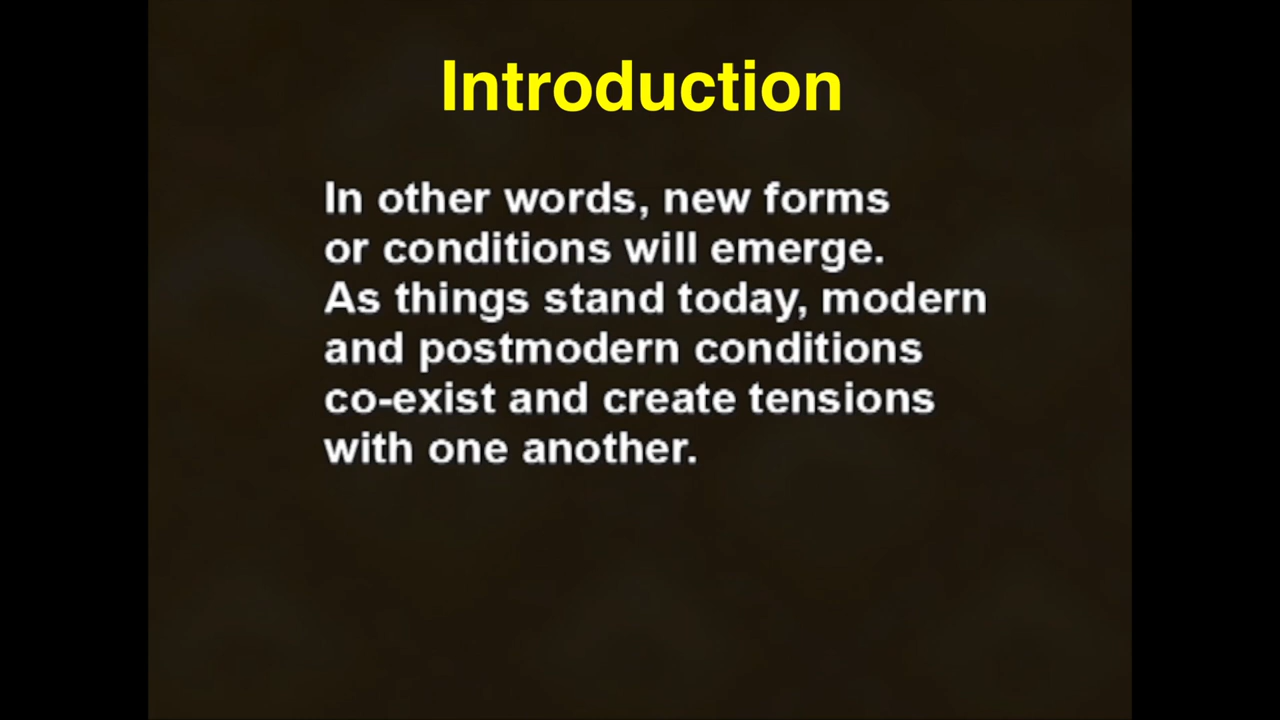 Introduction
In other words, new forms
or conditions will emerge.
As things stand today, modern
and postmodern conditions
co-exist and create tensions
with one another.